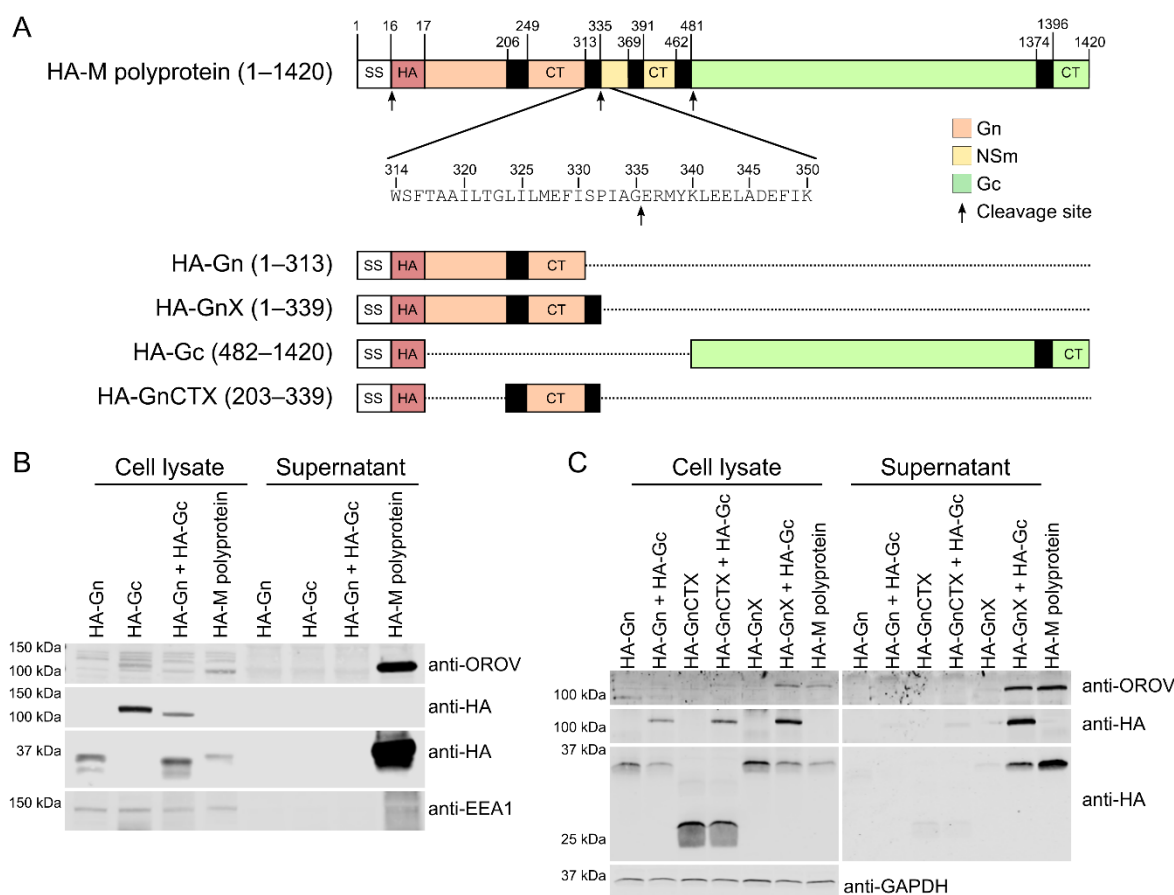 A
1 16 17 206 249 313 335 369 391 462 481 1374 1396 1420
HA-M polyprotein (1–1420)
SS HA CT CT CT
Gn
NSm
Gc
Cleavage site
314 320 325 330 335 340 345 350
WSFTAAILTGLILMEFISPIAGERMYKLEELADEFIK
HA-Gn (1–313)
SS HA CT
HA-GnX (1–339)
SS HA CT
HA-Gc (482–1420)
SS HA CT
HA-GnCTX (203–339)
SS HA CT
B
Cell lysate Supernatant
HA-Gn
HA-Gc
HA-Gn + HA-Gc
HA-M polyprotein
HA-Gn
HA-Gc
HA-Gn + HA-Gc
HA-M polyprotein
150 kDa
100 kDa
anti-OROV
150 kDa
100 kDa
anti-HA
37 kDa
anti-HA
150 kDa
anti-EEA1
C
Cell lysate Supernatant
HA-Gn
HA-Gn + HA-Gc
HA-GnCTX
HA-GnCTX + HA-Gc
HA-GnX
HA-GnX + HA-Gc
HA-M polyprotein
HA-Gn
HA-Gn + HA-Gc
HA-GnCTX
HA-GnCTX + HA-Gc
HA-GnX
HA-GnX + HA-Gc
HA-M polyprotein
100 kDa
anti-OROV
100 kDa
anti-HA
37 kDa
25 kDa
anti-HA
37 kDa
anti-GAPDH